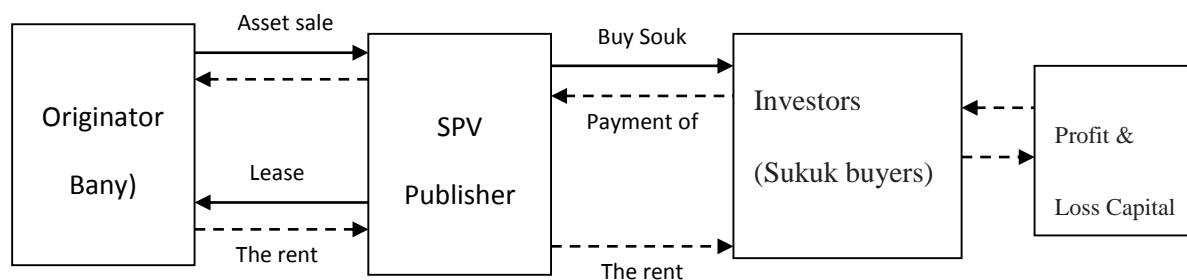 Asset sale
Originator
Bany)
Lease
The rent
SPV
Publisher
Buy Souk
Payment of
The rent
Investors
(Sukuk buyers)
Profit &
Loss Capital